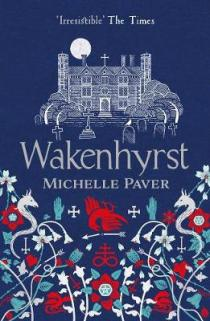 'Irresistible' The Times
Wakenhyrst
MICHELLE PAVER